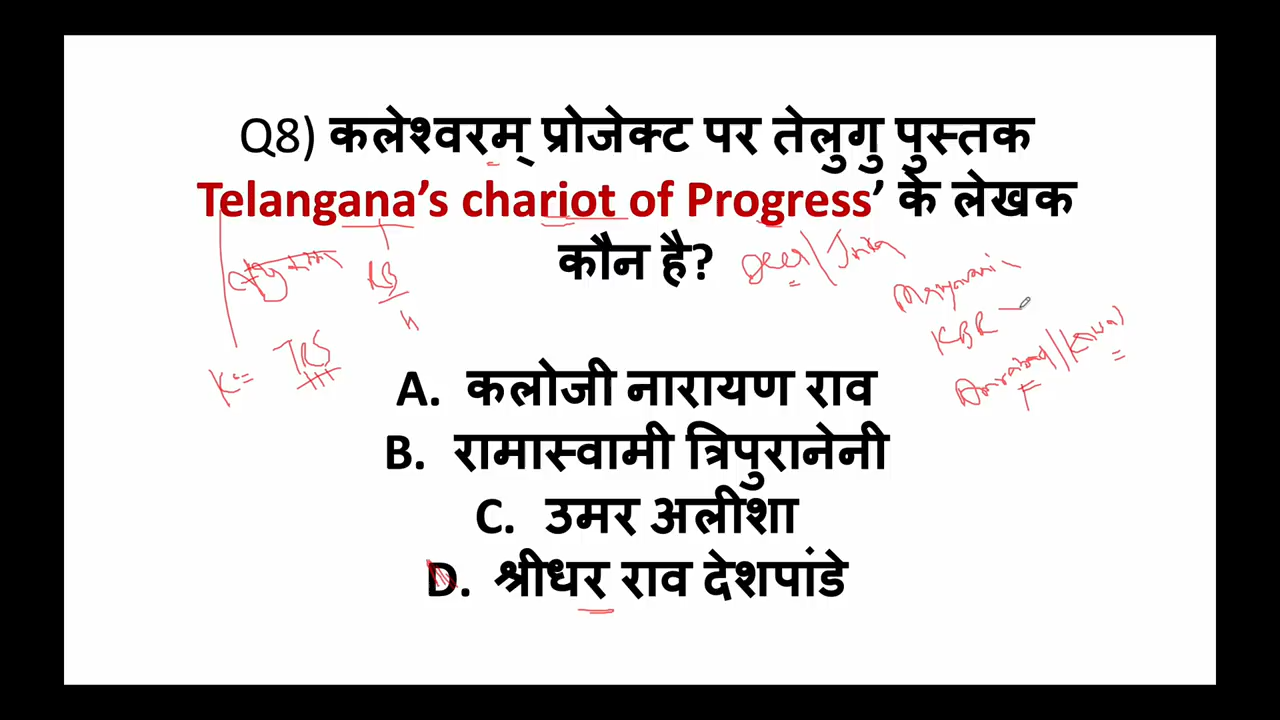 Q8) कलेश्वरम् प्रोजेक्ट पर तेलुगु पुस्तक
Telangana’s chariot of Progress’ के लेखक
कौन है?
TRS
KBR
A. कलोजी नारायण राव
B. रामास्वामी त्रिपुरानेनी
C. उमर अलीशा
D. श्रीधर राव देशपांडे